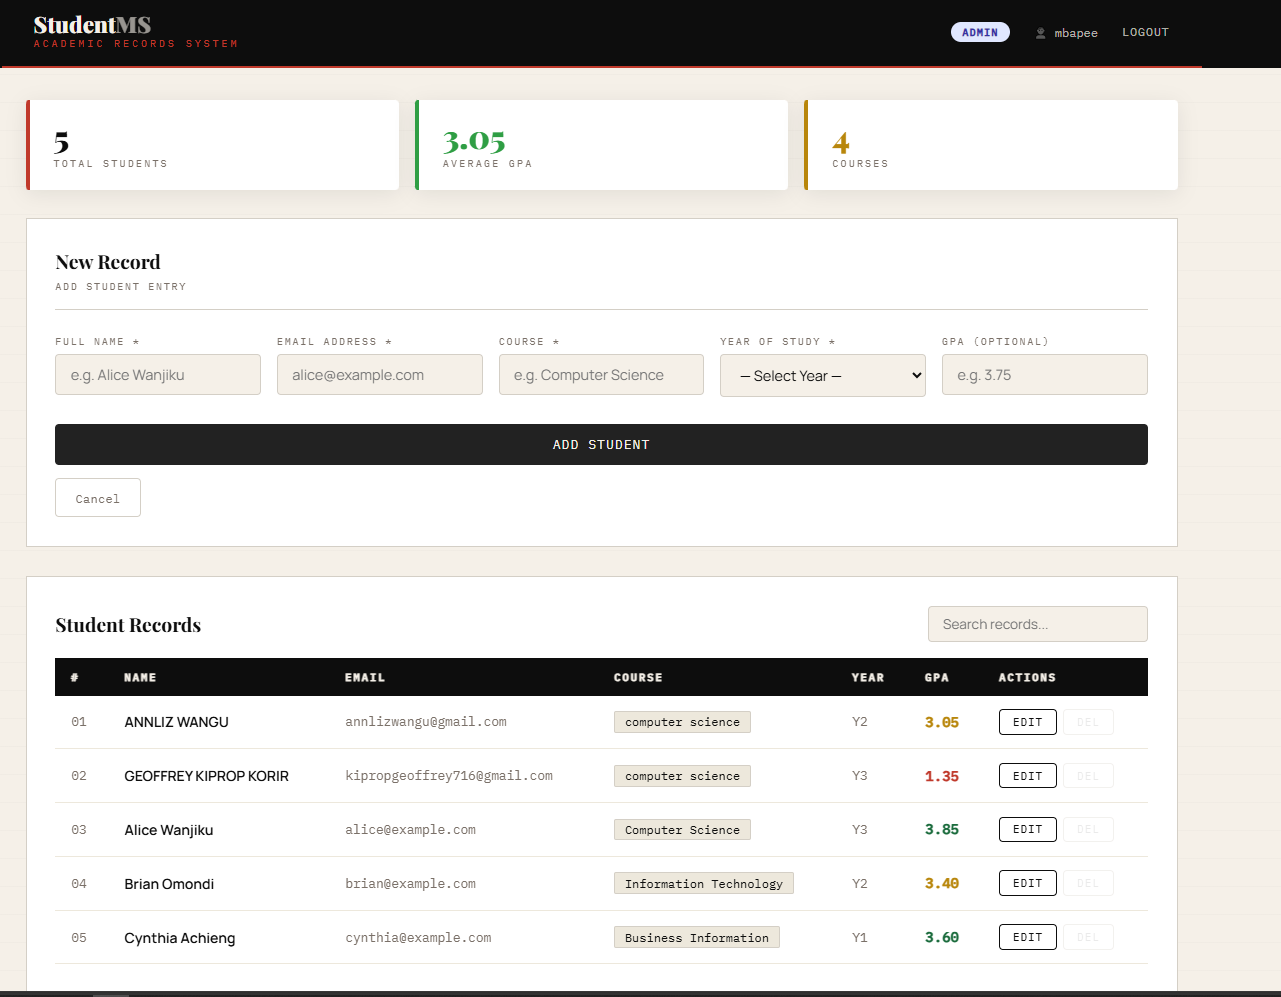 StudentMS
ACADEMIC RECORDS SYSTEM
ADMIN
mbapee
LOGOUT
5
TOTAL STUDENTS
3.05
AVERAGE GPA
4
COURSES
New Record
ADD STUDENT ENTRY
FULL NAME *
e.g. Alice Wanjiku
EMAIL ADDRESS *
alice@example.com
COURSE *
e.g. Computer Science
YEAR OF STUDY *
— Select Year —
GPA (OPTIONAL)
e.g. 3.75
ADD STUDENT
Cancel
Student Records
Search records...
# NAME EMAIL COURSE YEAR GPA ACTIONS
01 ANNLIZ WANGU annlizwangu@gmail.com computer science Y2 3.05 EDIT DEL
02 GEOFFREY KIPROP KORIR kipropgeoffrey716@gmail.com computer science Y3 1.35 EDIT DEL
03 Alice Wanjiku alice@example.com Computer Science Y3 3.85 EDIT DEL
04 Brian Omondi brian@example.com Information Technology Y2 3.40 EDIT DEL
05 Cynthia Achieng cynthia@example.com Business Information Y1 3.60 EDIT DEL